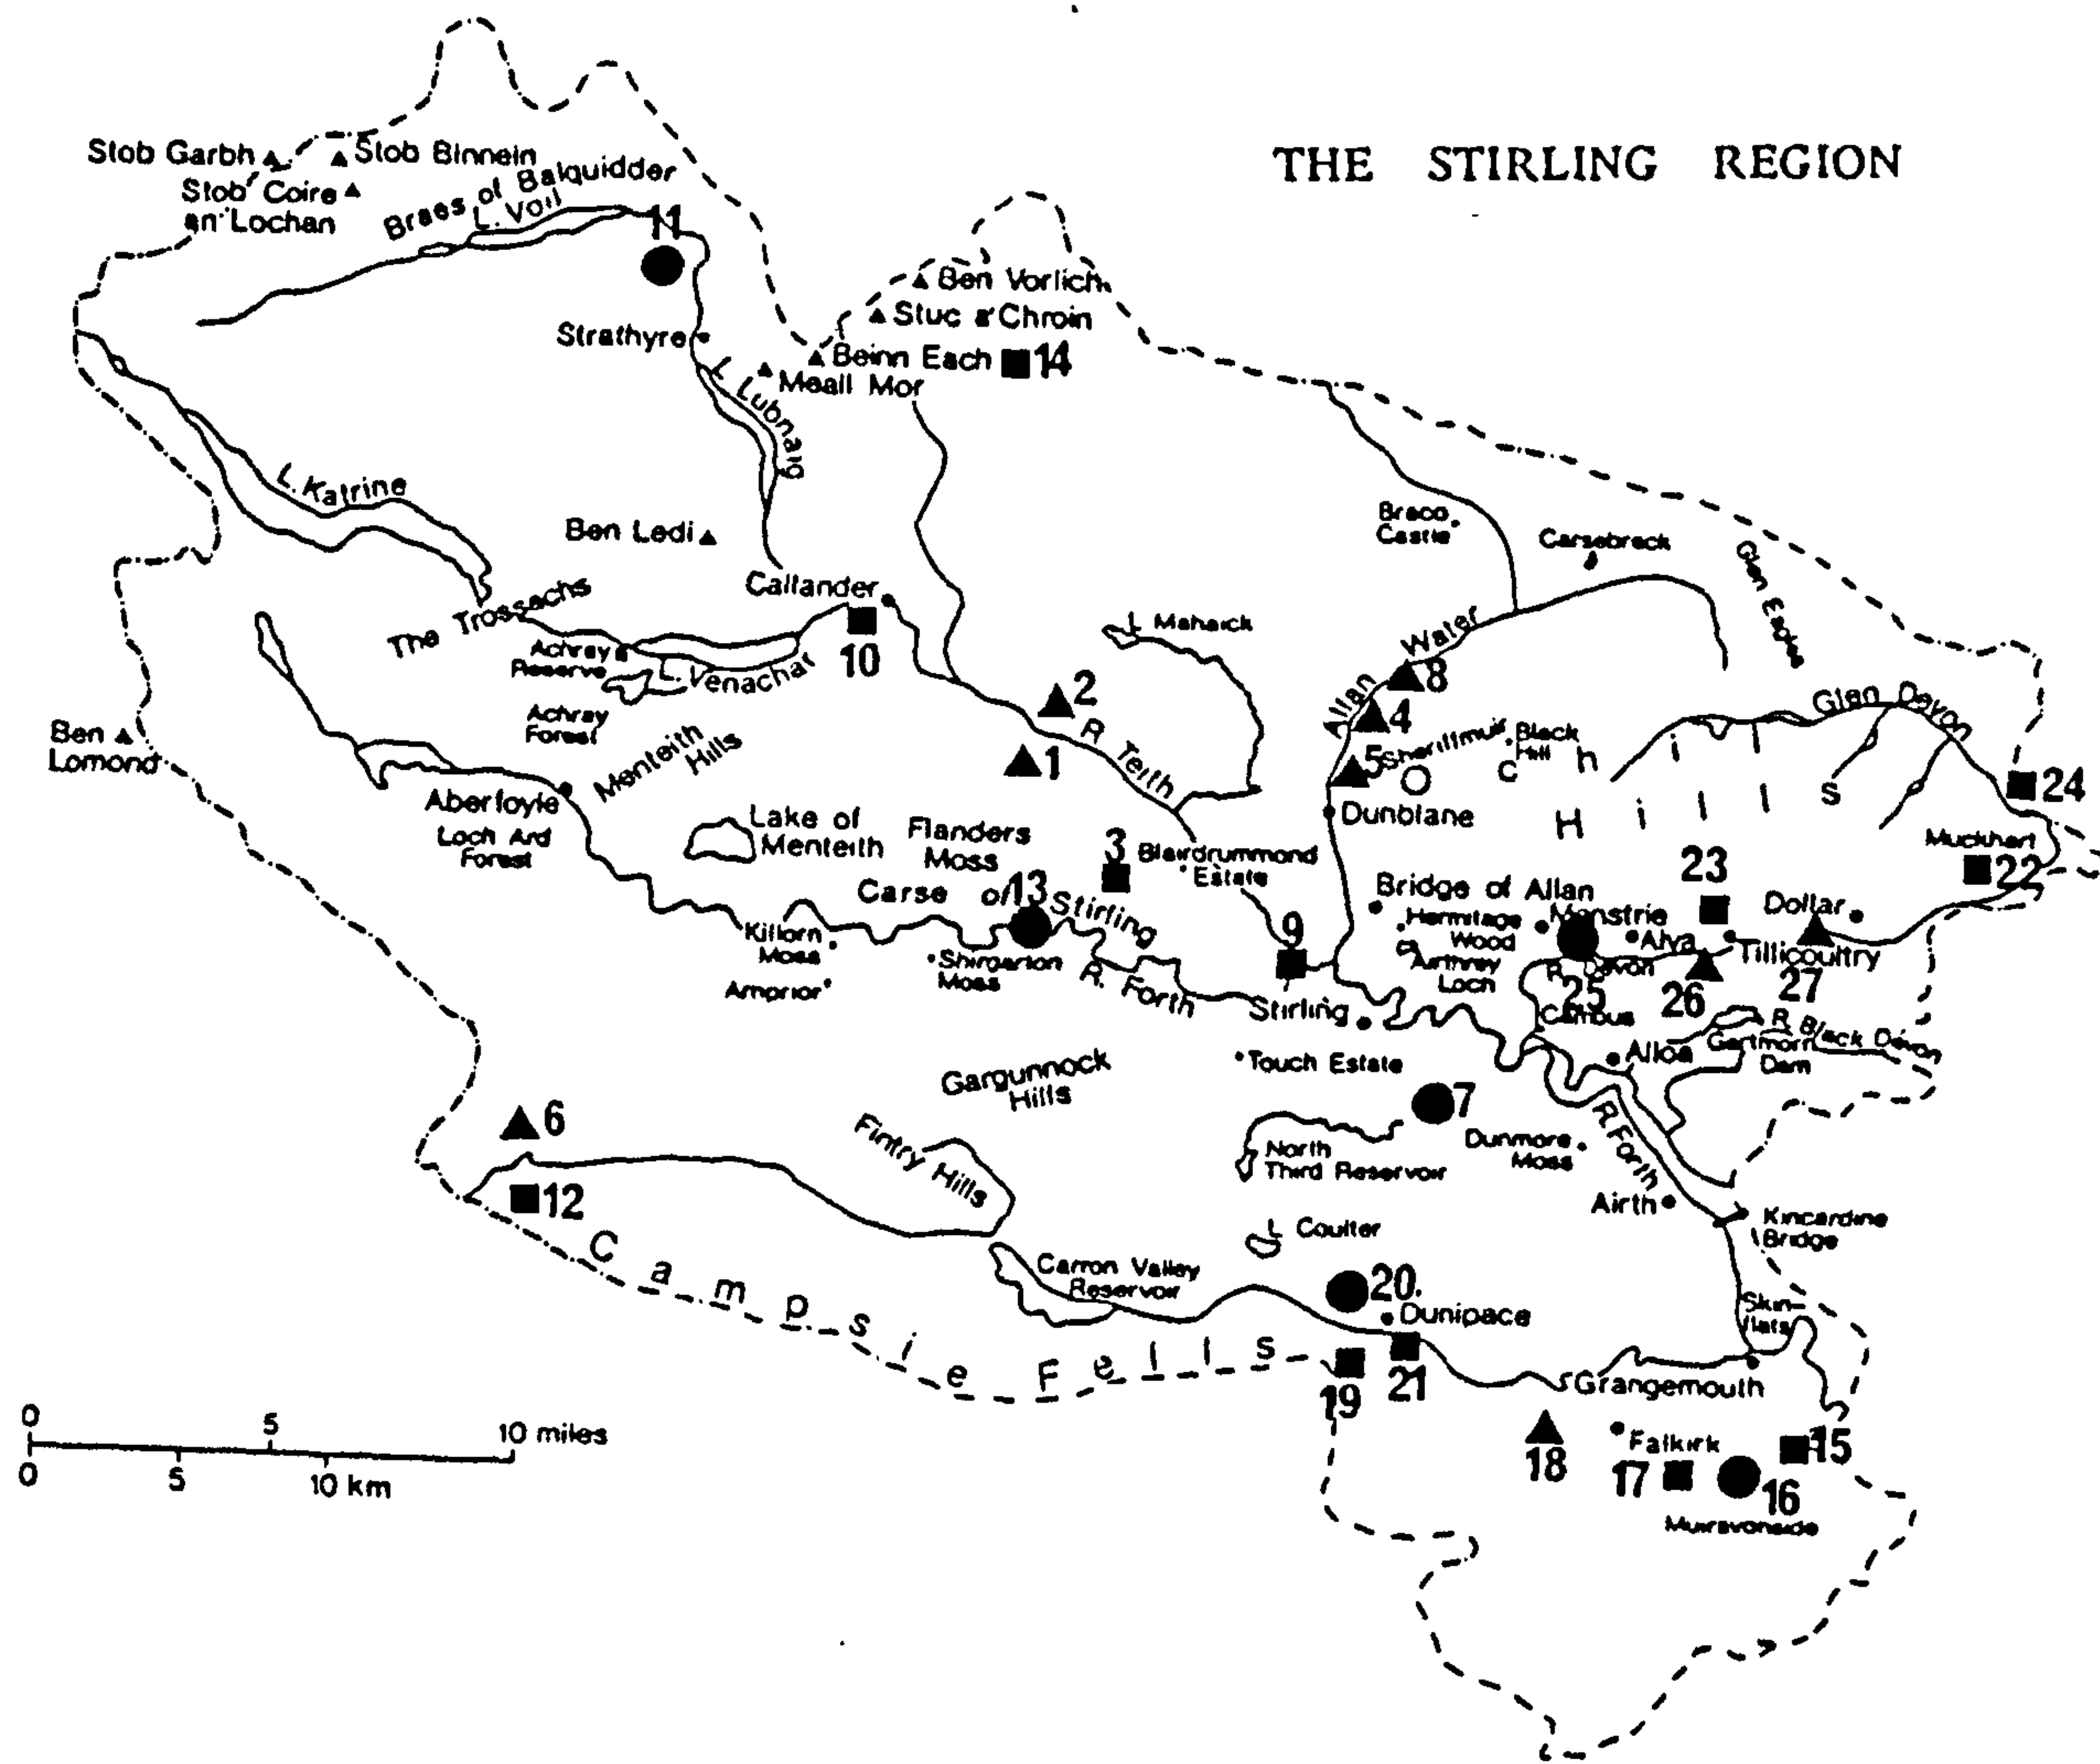 THE STIRLING REGION
Stob Garbh
Stob Binnein
Stob Coire
an Lochan
Braes of Balquidder
L. Voil
11
Ben Vorlich
Stuc a' Chroin
Strathyre
Beinn Each
14
Meall Mor
L. Lubnaig
L. Katrine
Ben Ledi
Braco
Castle
Carsebreck
Callander
The Trossachs
10
L. Mahaick
Achray
Reserve
L. Venachar
Achray
Forest
Allan Water
8
4
2
1
R Teith
Sheriffmuir
Black
Hill
5
Ochil
Hills
Glen Devon
24
Ben
Lomond
Menteith
Hills
Aberfoyle
Loch Ard
Forest
Lake of
Menteith
Flanders
Moss
Dunblane
Muckhart
22
3
Blairdrummond
Estate
Carse of Stirling
13
Bridge of Allan
23
Hermitage
Wood
Menstrie
Alva
Dollar
Tillicoultry
Airthrey
Loch
R. Devon
25
26
27
9
Killorn
Moss
Shirgarton
Moss
Arnprior
R. Forth
Stirling
Cambus
R. Black Devon
Alloa
Gartmorn
Dam
Touch Estate
Gargunnock
Hills
7
6
North
Third Reservoir
Dunmore
Moss
R. Forth
Fintry Hills
12
Airth
Kincardine
Bridge
L Coulter
Campsie Fells
Carron Valley
Reservoir
20.
Dunipace
Skin-
flats
19
21
Grangemouth
18
Falkirk
15
17
16
Muiravonside
0 5 10 miles
0 5 10 km